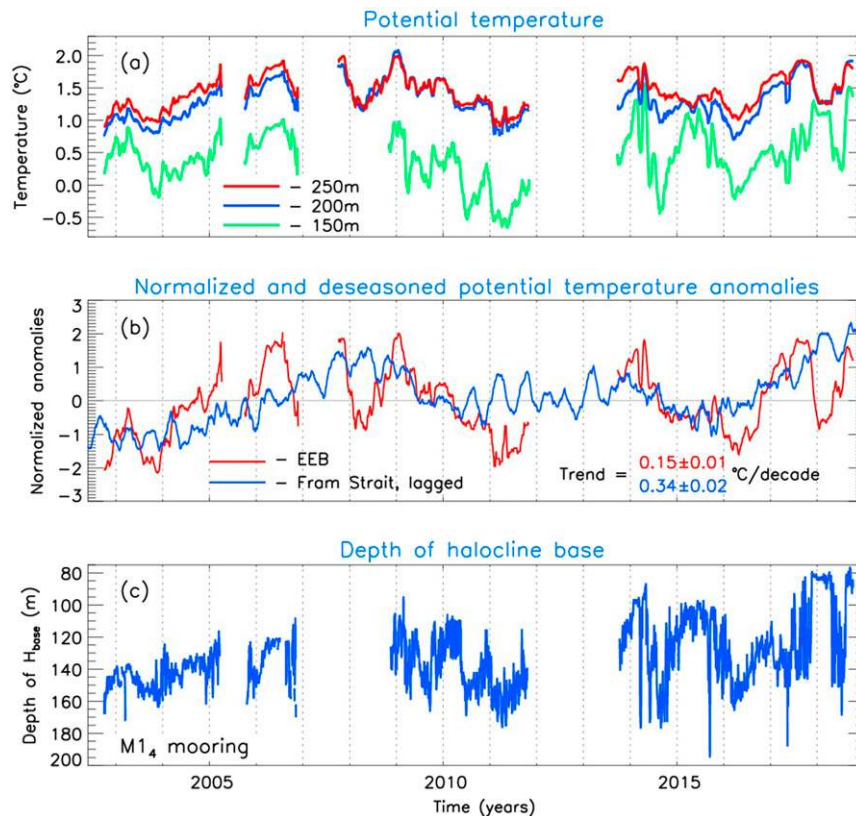 Potential temperature
(a)
Temperature (°C)
2.0
1.5
1.0
0.5
0.0
−0.5
− 250m
− 200m
− 150m
Normalized and deseasoned potential temperature anomalies
(b)
Normalized anomalies
3
2
1
0
−1
−2
−3
− EEB
− Fram Strait, lagged
Trend = 0.15±0.01 °C/decade
0.34±0.02
Depth of halocline base
(c)
Depth of Hbase (m)
80
100
120
140
160
180
200
M1₄ mooring
2005 2010 2015
Time (years)